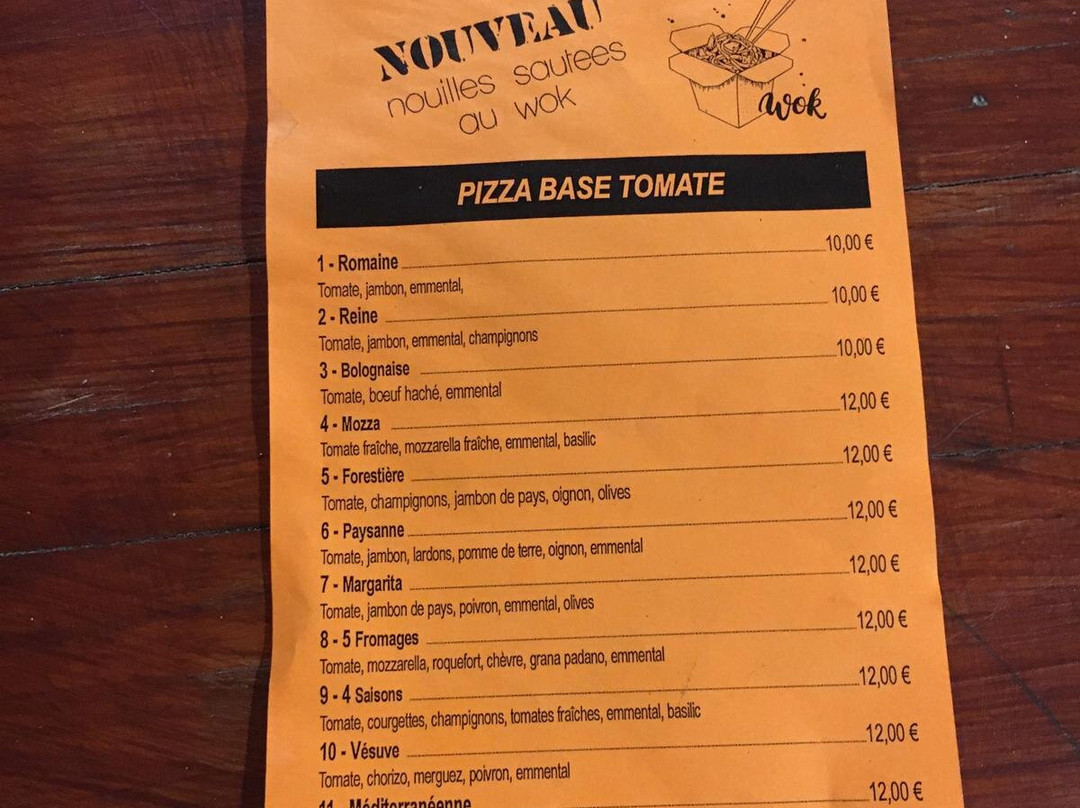 NOUVEAU
nouilles sautees
au wok
wok
PIZZA BASE TOMATE
1 - Romaine 10,00 €
Tomate, jambon, emmental,
2 - Reine 10,00 €
Tomate, jambon, emmental, champignons
3 - Bolognaise 10,00 €
Tomate, boeuf haché, emmental
4 - Mozza 12,00 €
Tomate fraîche, mozzarella fraîche, emmental, basilic
5 - Forestière 12,00 €
Tomate, champignons, jambon de pays, oignon, olives
6 - Paysanne 12,00 €
Tomate, jambon, lardons, pomme de terre, oignon, emmental
7 - Margarita 12,00 €
Tomate, jambon de pays, poivron, emmental, olives
8 - 5 Fromages 12,00 €
Tomate, mozzarella, roquefort, chèvre, grana padano, emmental
9 - 4 Saisons 12,00 €
Tomate, courgettes, champignons, tomates fraîches, emmental, basilic
10 - Vésuve 12,00 €
Tomate, chorizo, merguez, poivron, emmental
11 - Méditerranéenne 12,00 €